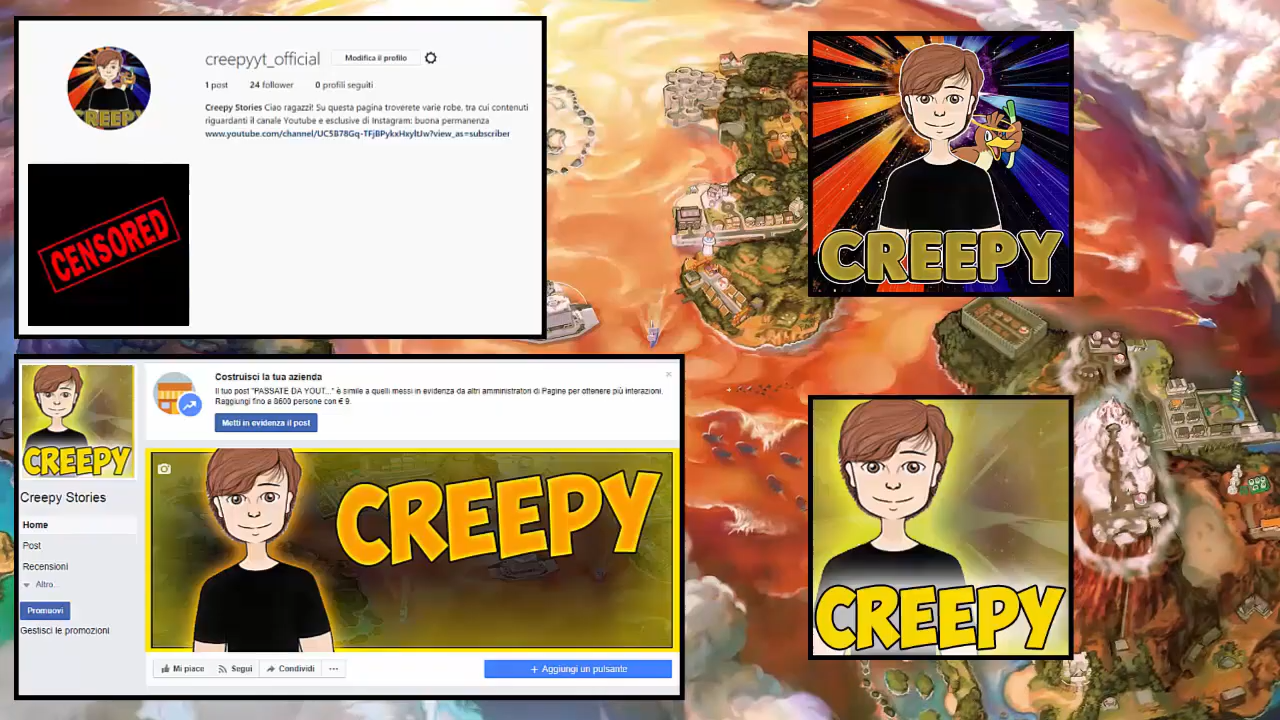 creepyyt_official
Modifica il profilo
1 post 24 follower 0 profili seguiti
Creepy Stories Ciao ragazzi! Su questa pagina troverete varie robe, tra cui contenuti
riguardanti il canale Youtube e esclusive di Instagram: buona permanenza
www.youtube.com/channel/UC5B78Gq-TFjBPykxHxyltUw?view_as=subscriber
CREEPY
CENSORED
CREEPY
CREEPY
Creepy Stories
Home
Post
Recensioni
Altro...
Promuovi
Gestisci le promozioni
Costruisci la tua azienda
Il tuo post "PASSATE DA YOUT..." è simile a quelli messi in evidenza da altri amministratori di Pagine per ottenere più interazioni.
Raggiungi fino a 8600 persone con € 9.
Metti in evidenza il post
CREEPY
Mi piace Segui Condividi ...
+ Aggiungi un pulsante
CREEPY